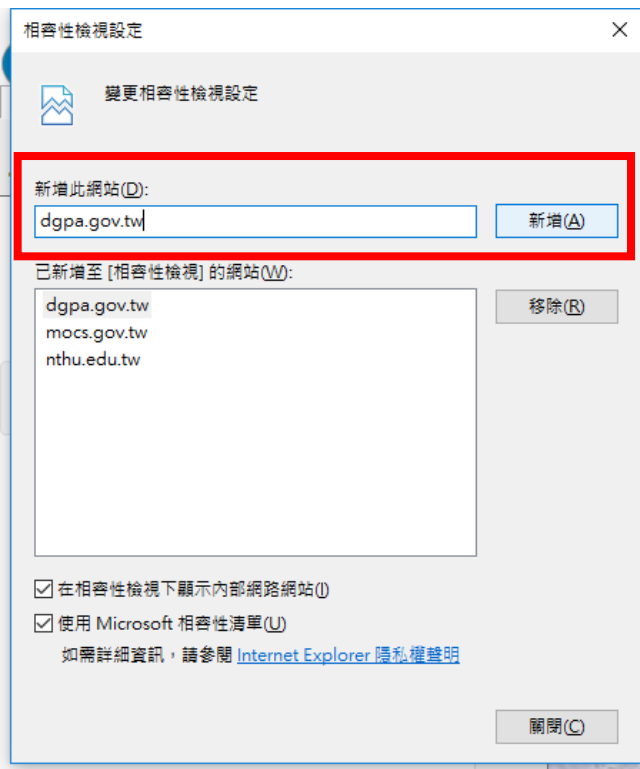 相容性檢視設定
變更相容性檢視設定
新增此網站(D):
dgpa.gov.tw
新增(A)
已新增至 [相容性檢視] 的網站(W):
dgpa.gov.tw
移除(R)
mocs.gov.tw
nthu.edu.tw
在相容性檢視下顯示內部網路網站(I)
使用 Microsoft 相容性清單(U)
如需詳細資訊，請參閱 Internet Explorer 隱私權聲明
關閉(C)